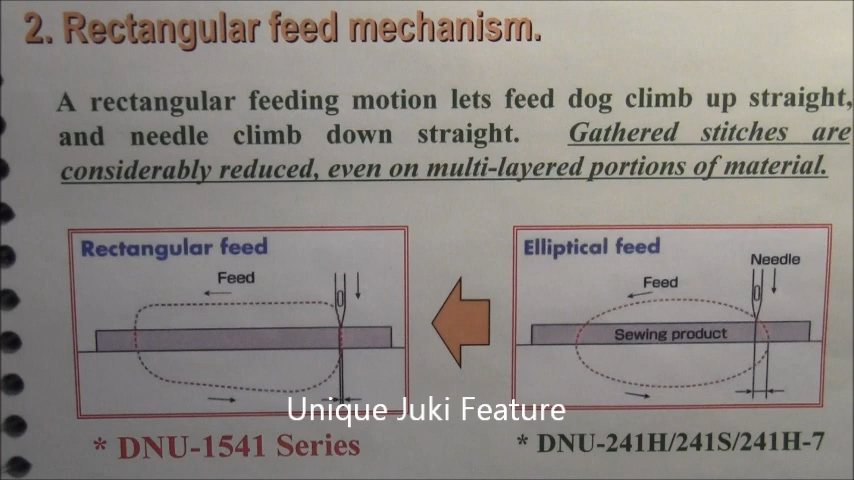 2. Rectangular feed mechanism.
A rectangular feeding motion lets feed dog climb up straight,
and needle climb down straight. Gathered stitches are
considerably reduced, even on multi-layered portions of material.
Rectangular feed
Feed
Elliptical feed
Needle
Feed
Sewing product
Unique Juki Feature
* DNU-1541 Series
* DNU-241H/241S/241H-7